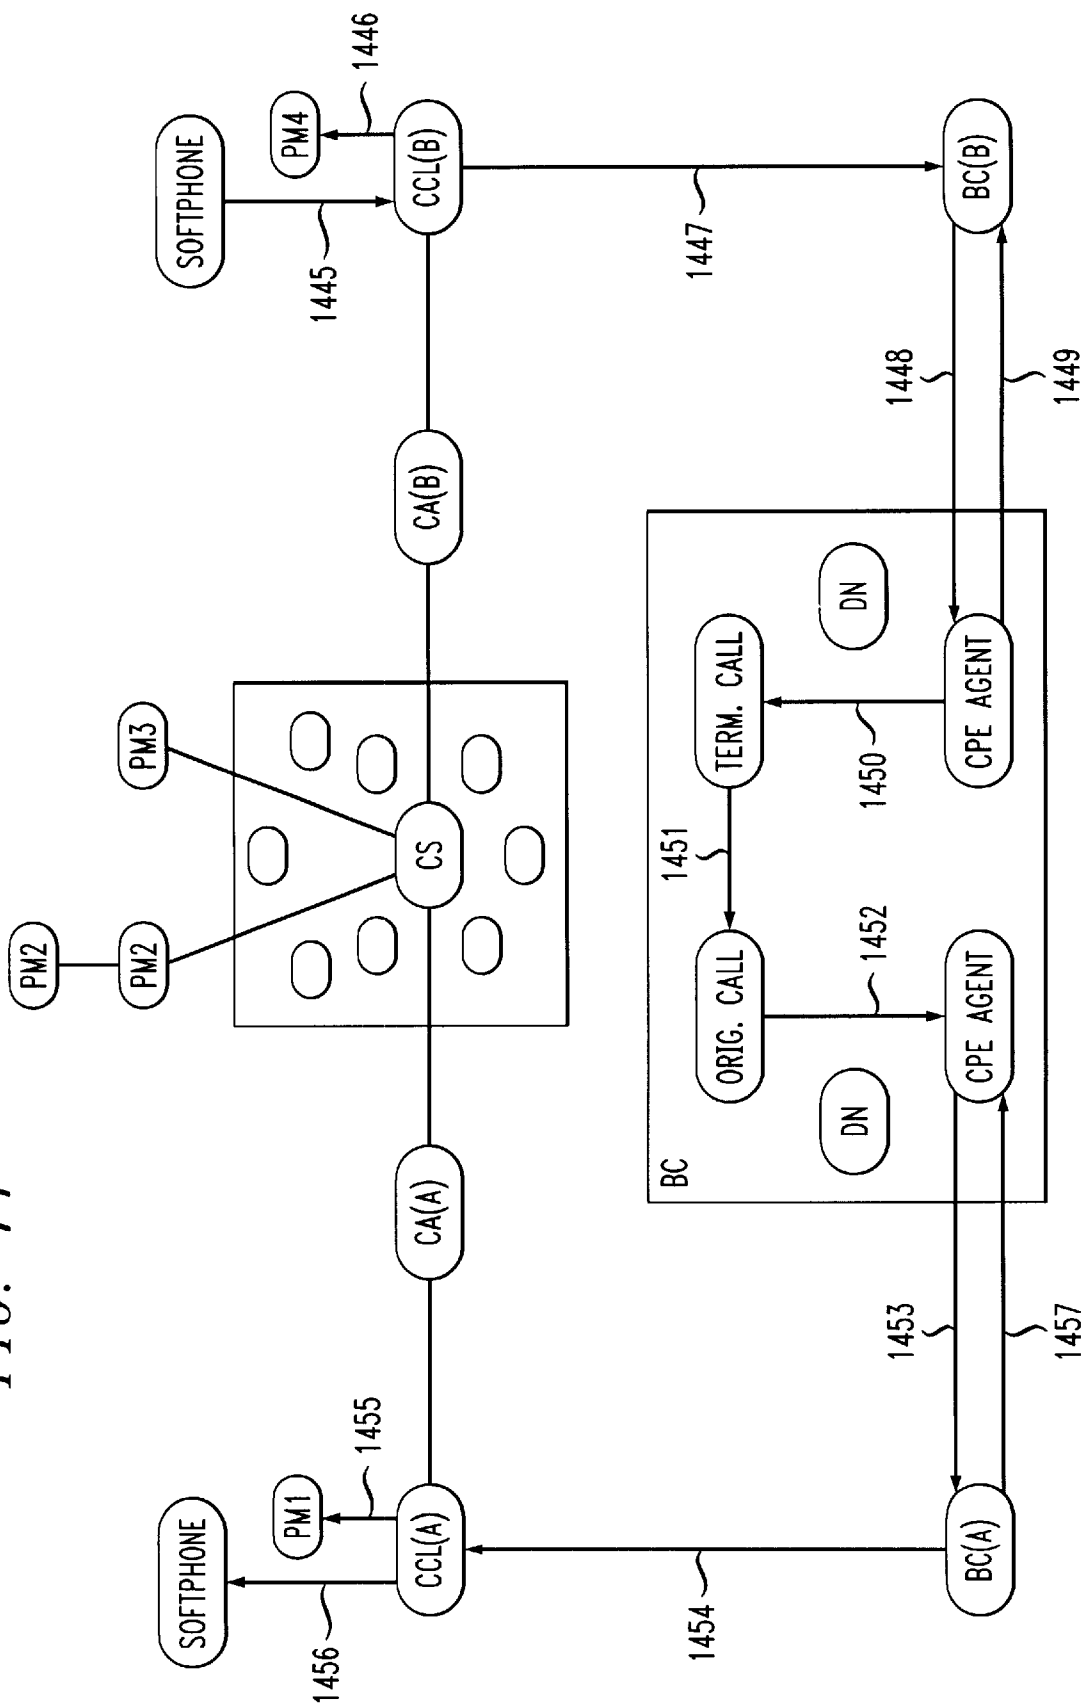 PM2
PM2
PM3
SOFTPHONE
SOFTPHONE
PM1
PM4
1456
1445
1455
1446
CCL(A)
CA(A)
CS
CA(B)
CCL(B)
BC
1451
1454
1447
ORIG. CALL
TERM. CALL
DN
DN
1452
1450
1453
1448
BC(A)
CPE AGENT
CPE AGENT
BC(B)
1457
1449